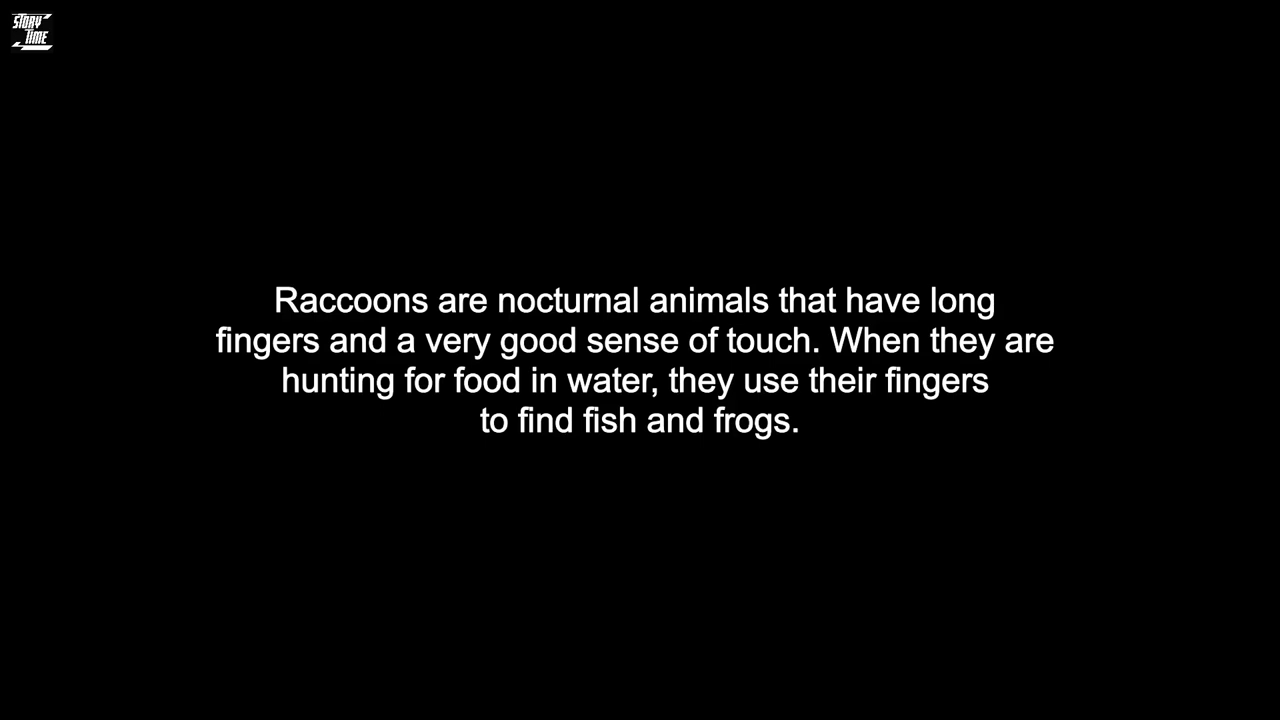 STORY
TIME
Raccoons are nocturnal animals that have long
fingers and a very good sense of touch. When they are
hunting for food in water, they use their fingers
to find fish and frogs.